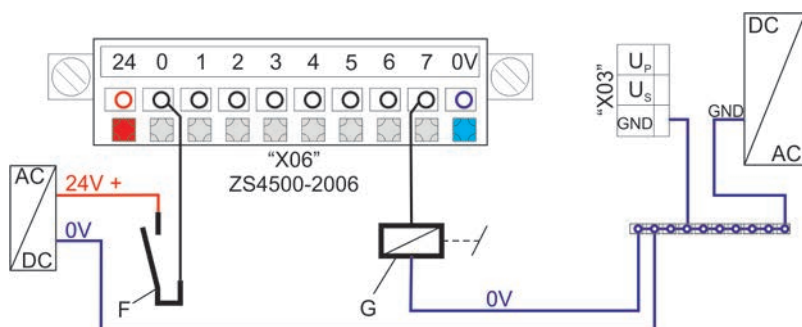 24 0 1 2 3 4 5 6 7 0V
“X06”
ZS4500-2006
AC
DC
24V +
0V
F
G
0V
“X03”
UP
US
GND
GND
DC
AC